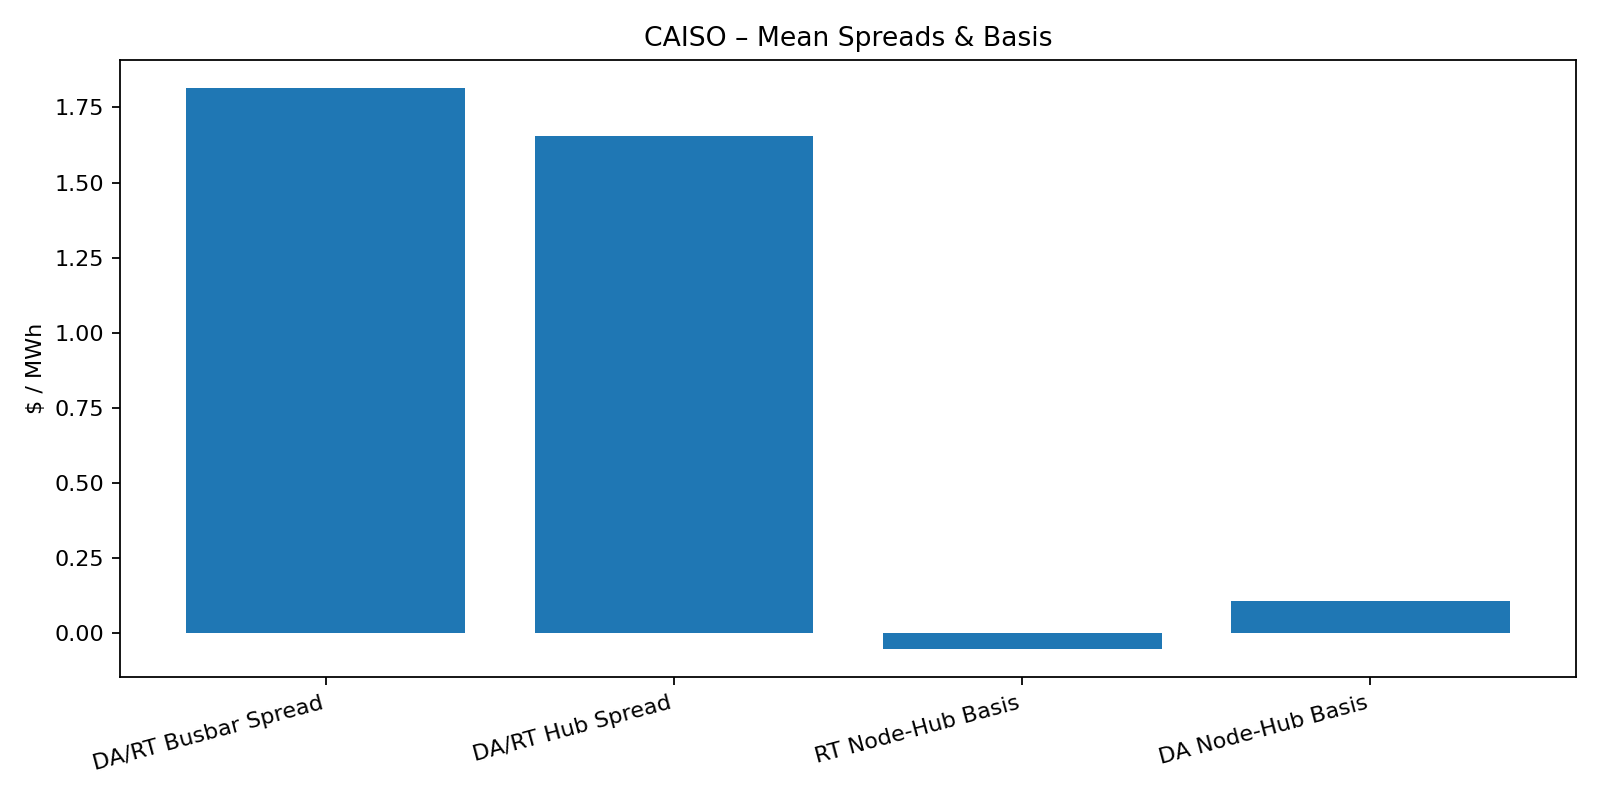 CAISO – Mean Spreads & Basis
1.75
1.50
1.25
1.00
0.75
0.50
0.25
0.00
$ / MWh
DA/RT Busbar Spread
DA/RT Hub Spread
RT Node-Hub Basis
DA Node-Hub Basis